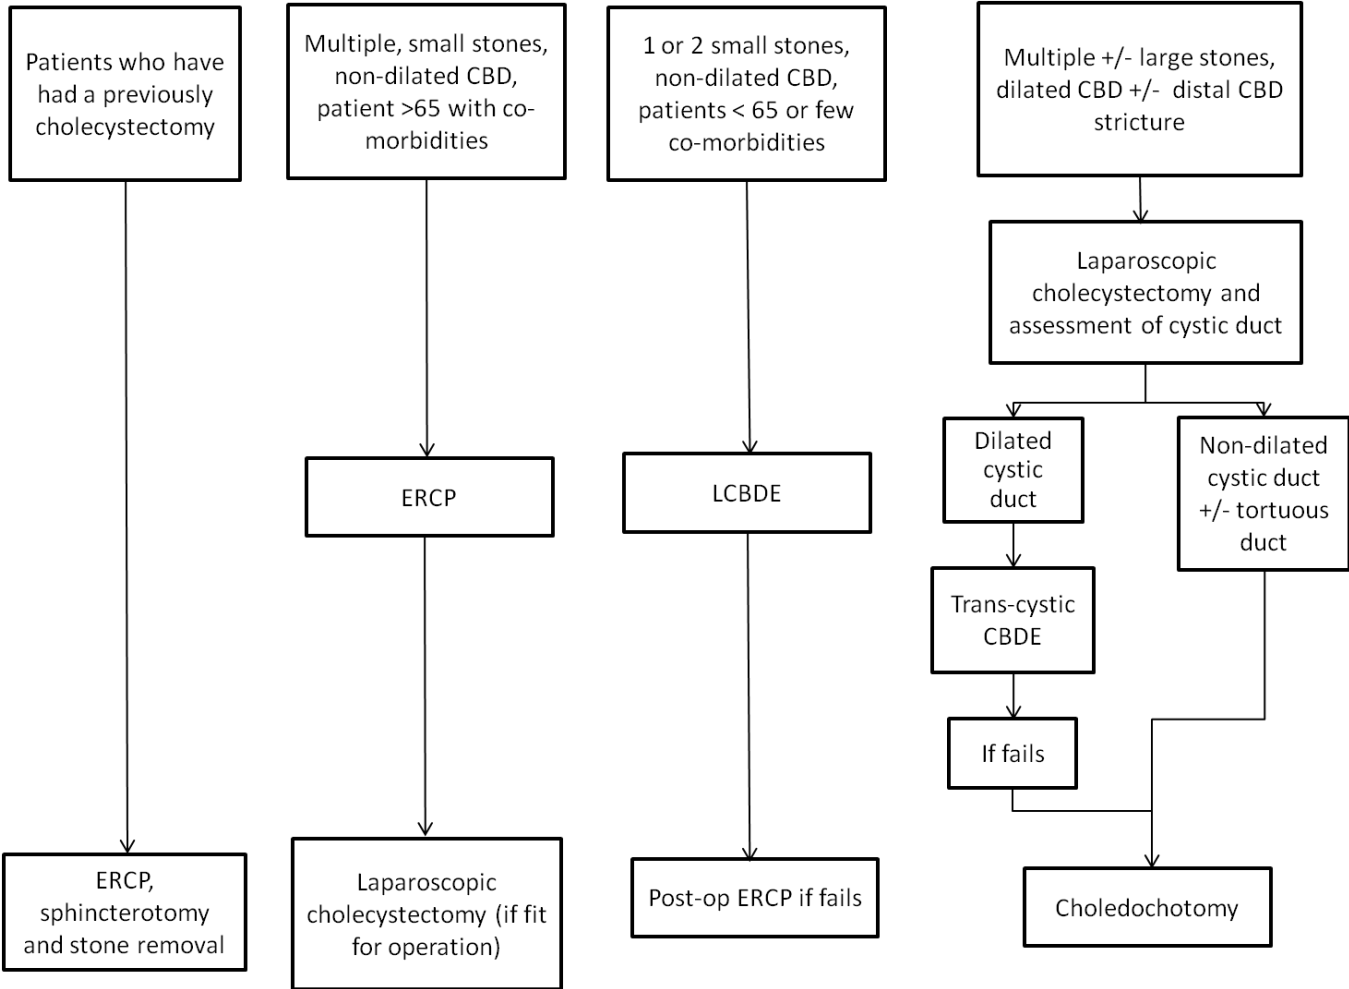 Patients who have
had a previously
cholecystectomy
ERCP,
sphincterotomy
and stone removal
Multiple, small stones,
non-dilated CBD,
patient >65 with co-
morbidities
ERCP
Laparoscopic
cholecystectomy (if fit
for operation)
1 or 2 small stones,
non-dilated CBD,
patients < 65 or few
co-morbidities
LCBDE
Post-op ERCP if fails
Multiple +/- large stones,
dilated CBD +/- distal CBD
stricture
Laparoscopic
cholecystectomy and
assessment of cystic duct
Dilated
cystic
duct
Trans-cystic
CBDE
If fails
Non-dilated
cystic duct
+/- tortuous
duct
Choledochotomy